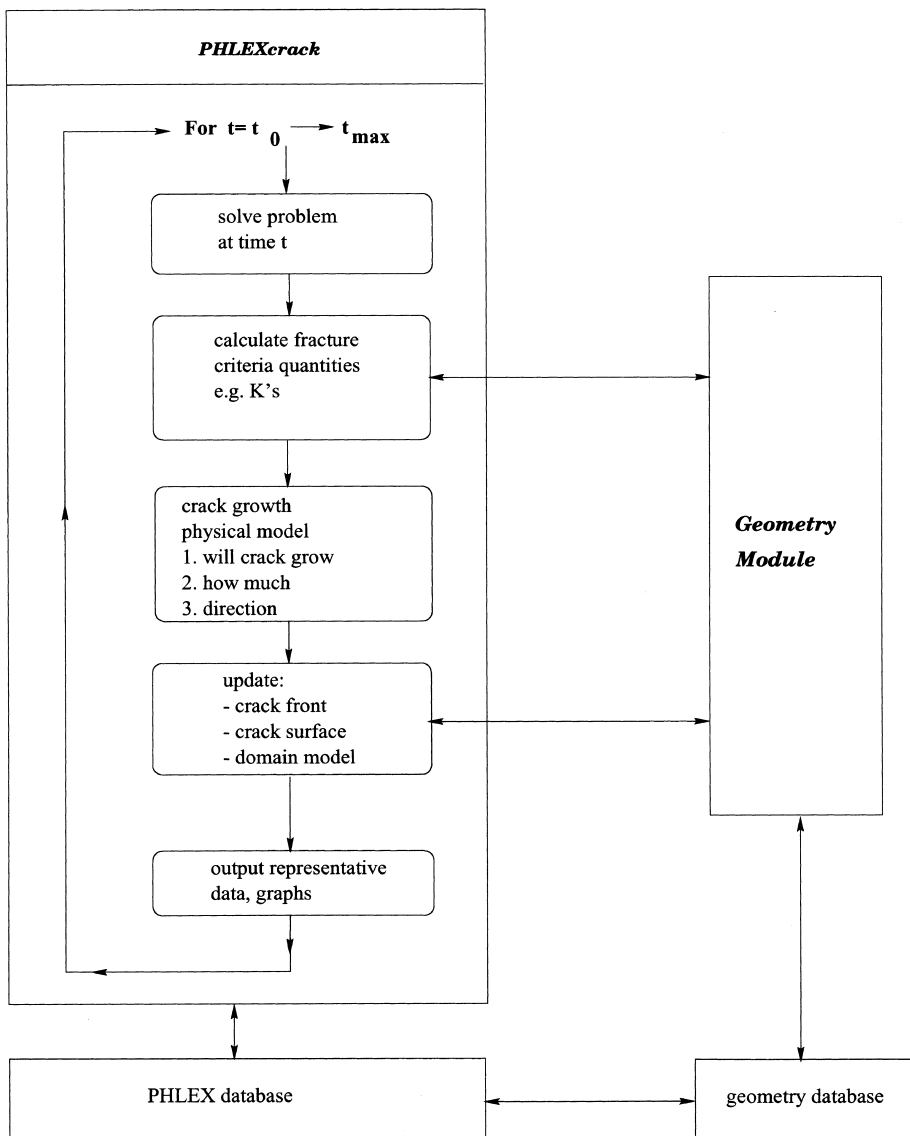 PHLEXcrack
For t= t 0 → t max
solve problem
at time t
calculate fracture
criteria quantities
e.g. K's
crack growth
physical model
1. will crack grow
2. how much
3. direction
update:
- crack front
- crack surface
- domain model
output representative
data, graphs
Geometry
Module
PHLEX database
geometry database